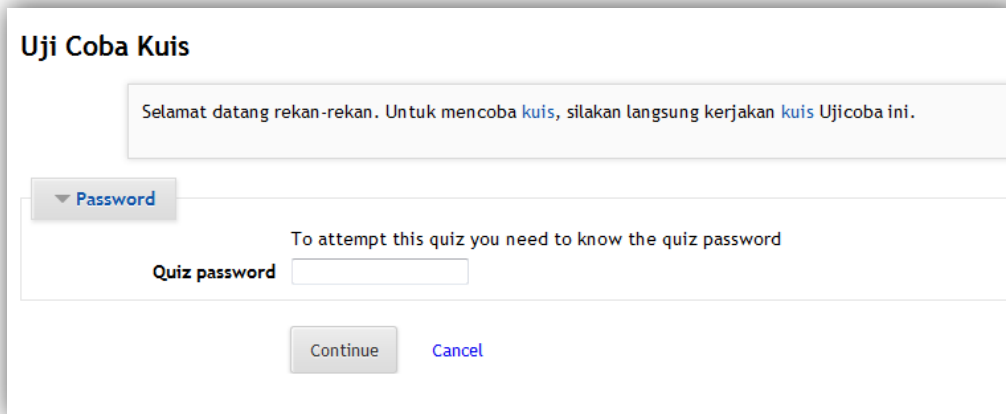 Uji Coba Kuis
Selamat datang rekan-rekan. Untuk mencoba kuis, silakan langsung kerjakan kuis Ujicoba ini.
Password
To attempt this quiz you need to know the quiz password
Quiz password
Continue Cancel